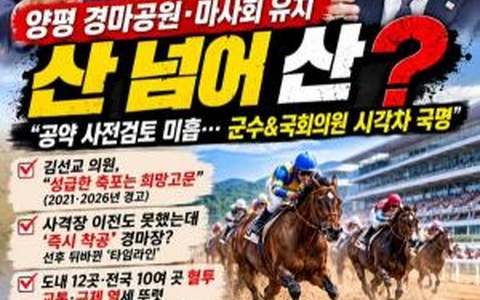 양평 경마공원·마사회 유치
산 넘어 산?
“공약 사전검토 미흡… 군수&국회의원 시각차 극명”
김선교 의원,
“성급한 축포는 희망고문”
(2021·2026년 경고)
사격장 이전도 못했는데
‘즉시 착공’ 경마장?
선후 뒤바뀐 ‘타임라인’
도내 12곳·전국 10여 곳 혈투